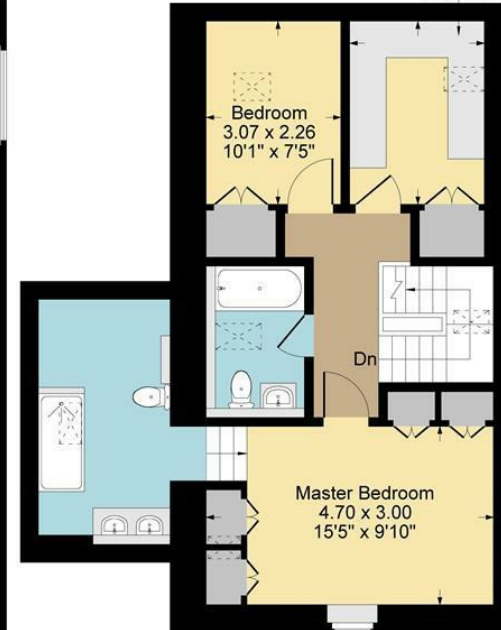 Bedroom
3.07 x 2.26
10'1" x 7'5"
Dn
Master Bedroom
4.70 x 3.00
15'5" x 9'10"